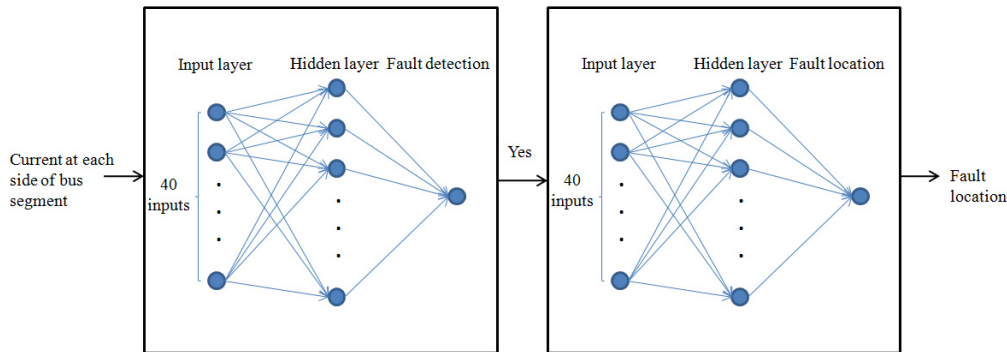 Input layer
Hidden layer
Fault detection
Current at each
side of bus
segment
40
inputs
Yes
Input layer
Hidden layer
Fault location
40
inputs
Fault
location